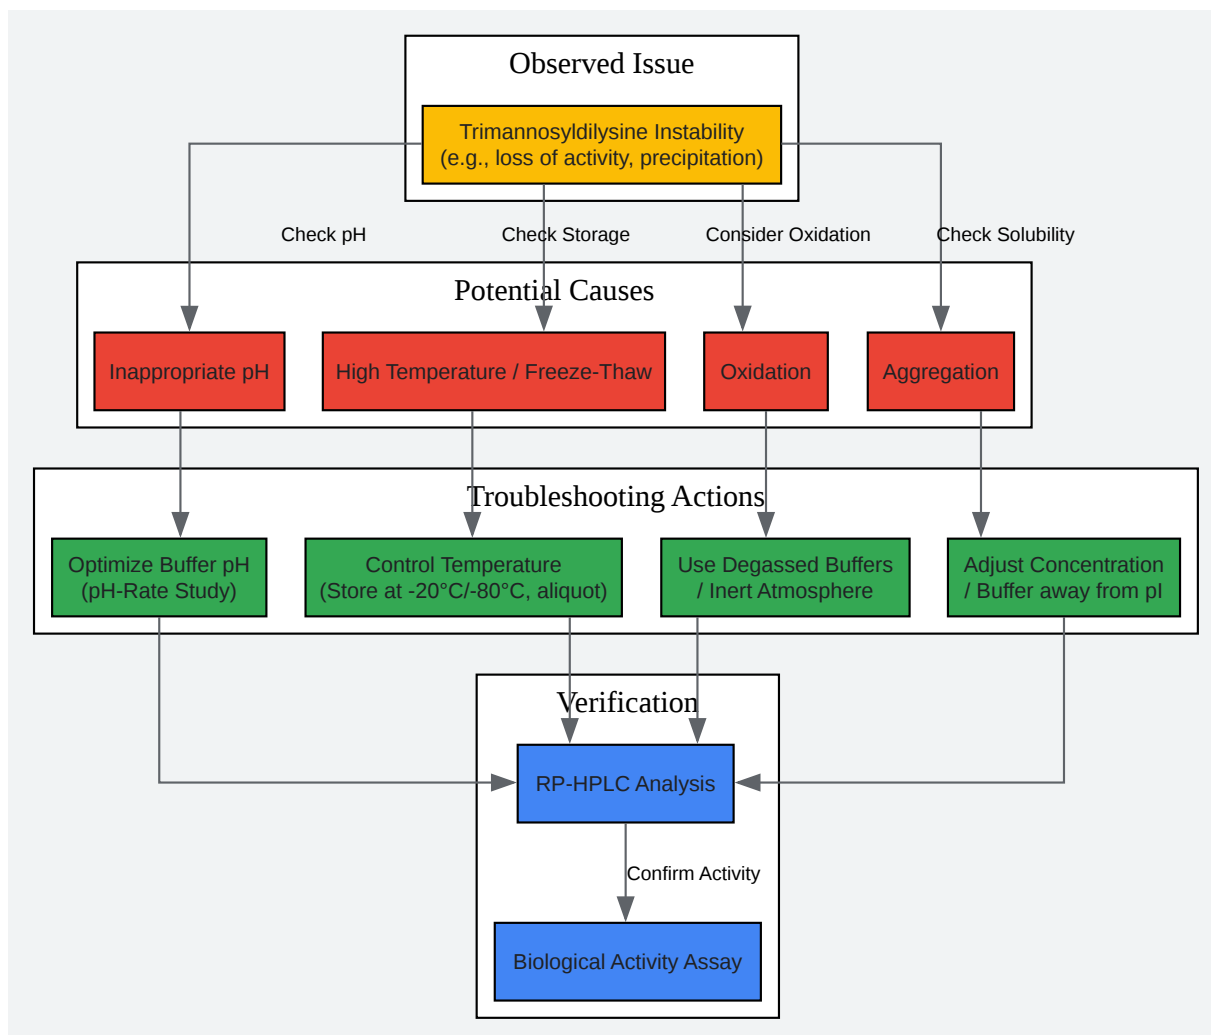 Observed Issue
Trimannosyldilysine Instability
(e.g., loss of activity, precipitation)
Check pH
Check Storage
Consider Oxidation
Check Solubility
Potential Causes
Inappropriate pH
High Temperature / Freeze-Thaw
Oxidation
Aggregation
Troubleshooting Actions
Optimize Buffer pH
(pH-Rate Study)
Control Temperature
(Store at -20°C/-80°C, aliquot)
Use Degassed Buffers
/ Inert Atmosphere
Adjust Concentration
/ Buffer away from pI
Verification
RP-HPLC Analysis
Confirm Activity
Biological Activity Assay